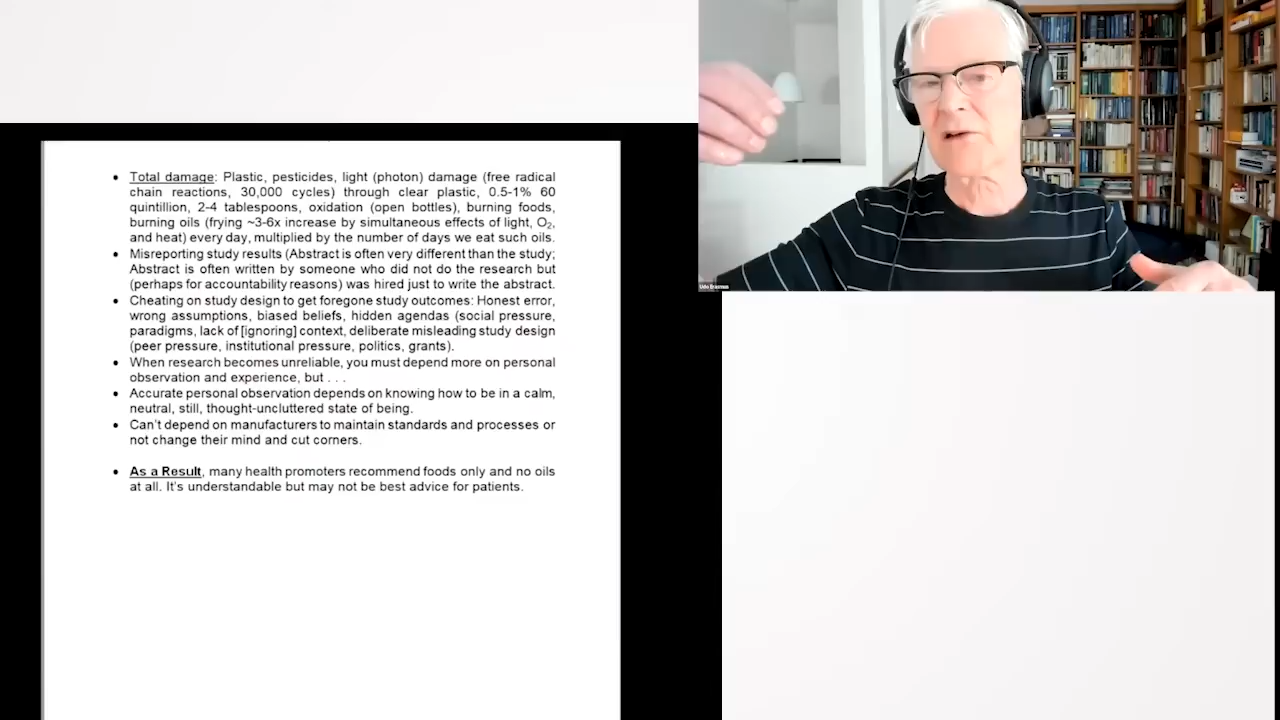 • Total damage: Plastic, pesticides, light (photon) damage (free radical
chain reactions, 30,000 cycles) through clear plastic, 0.5-1% 60
quintillion, 2-4 tablespoons, oxidation (open bottles), burning foods,
burning oils (frying ~3-6x increase by simultaneous effects of light, O₂,
and heat) every day, multiplied by the number of days we eat such oils.
• Misreporting study results (Abstract is often very different than the study;
Abstract is often written by someone who did not do the research but
(perhaps for accountability reasons) was hired just to write the abstract.
• Cheating on study design to get foregone study outcomes: Honest error,
wrong assumptions, biased beliefs, hidden agendas (social pressure,
paradigms, lack of [ignoring] context, deliberate misleading study design
(peer pressure, institutional pressure, politics, grants).
• When research becomes unreliable, you must depend more on personal
observation and experience, but . . .
• Accurate personal observation depends on knowing how to be in a calm,
neutral, still, thought-uncluttered state of being.
• Can't depend on manufacturers to maintain standards and processes or
not change their mind and cut corners.
• As a Result, many health promoters recommend foods only and no oils
at all. It's understandable but may not be best advice for patients.
Udo Erasmus